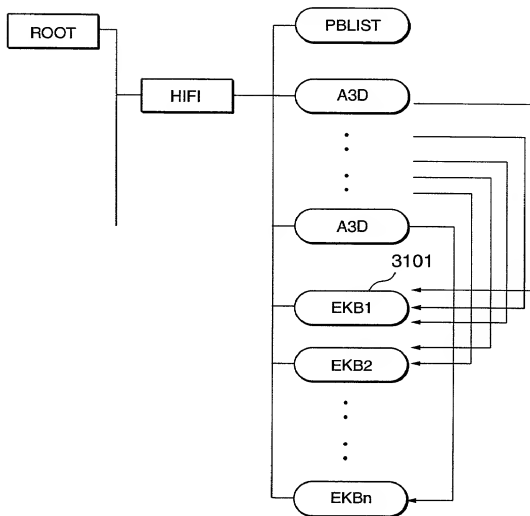 ROOT
HIFI
PBLIST
A3D
A3D
3101
EKB1
EKB2
EKBn